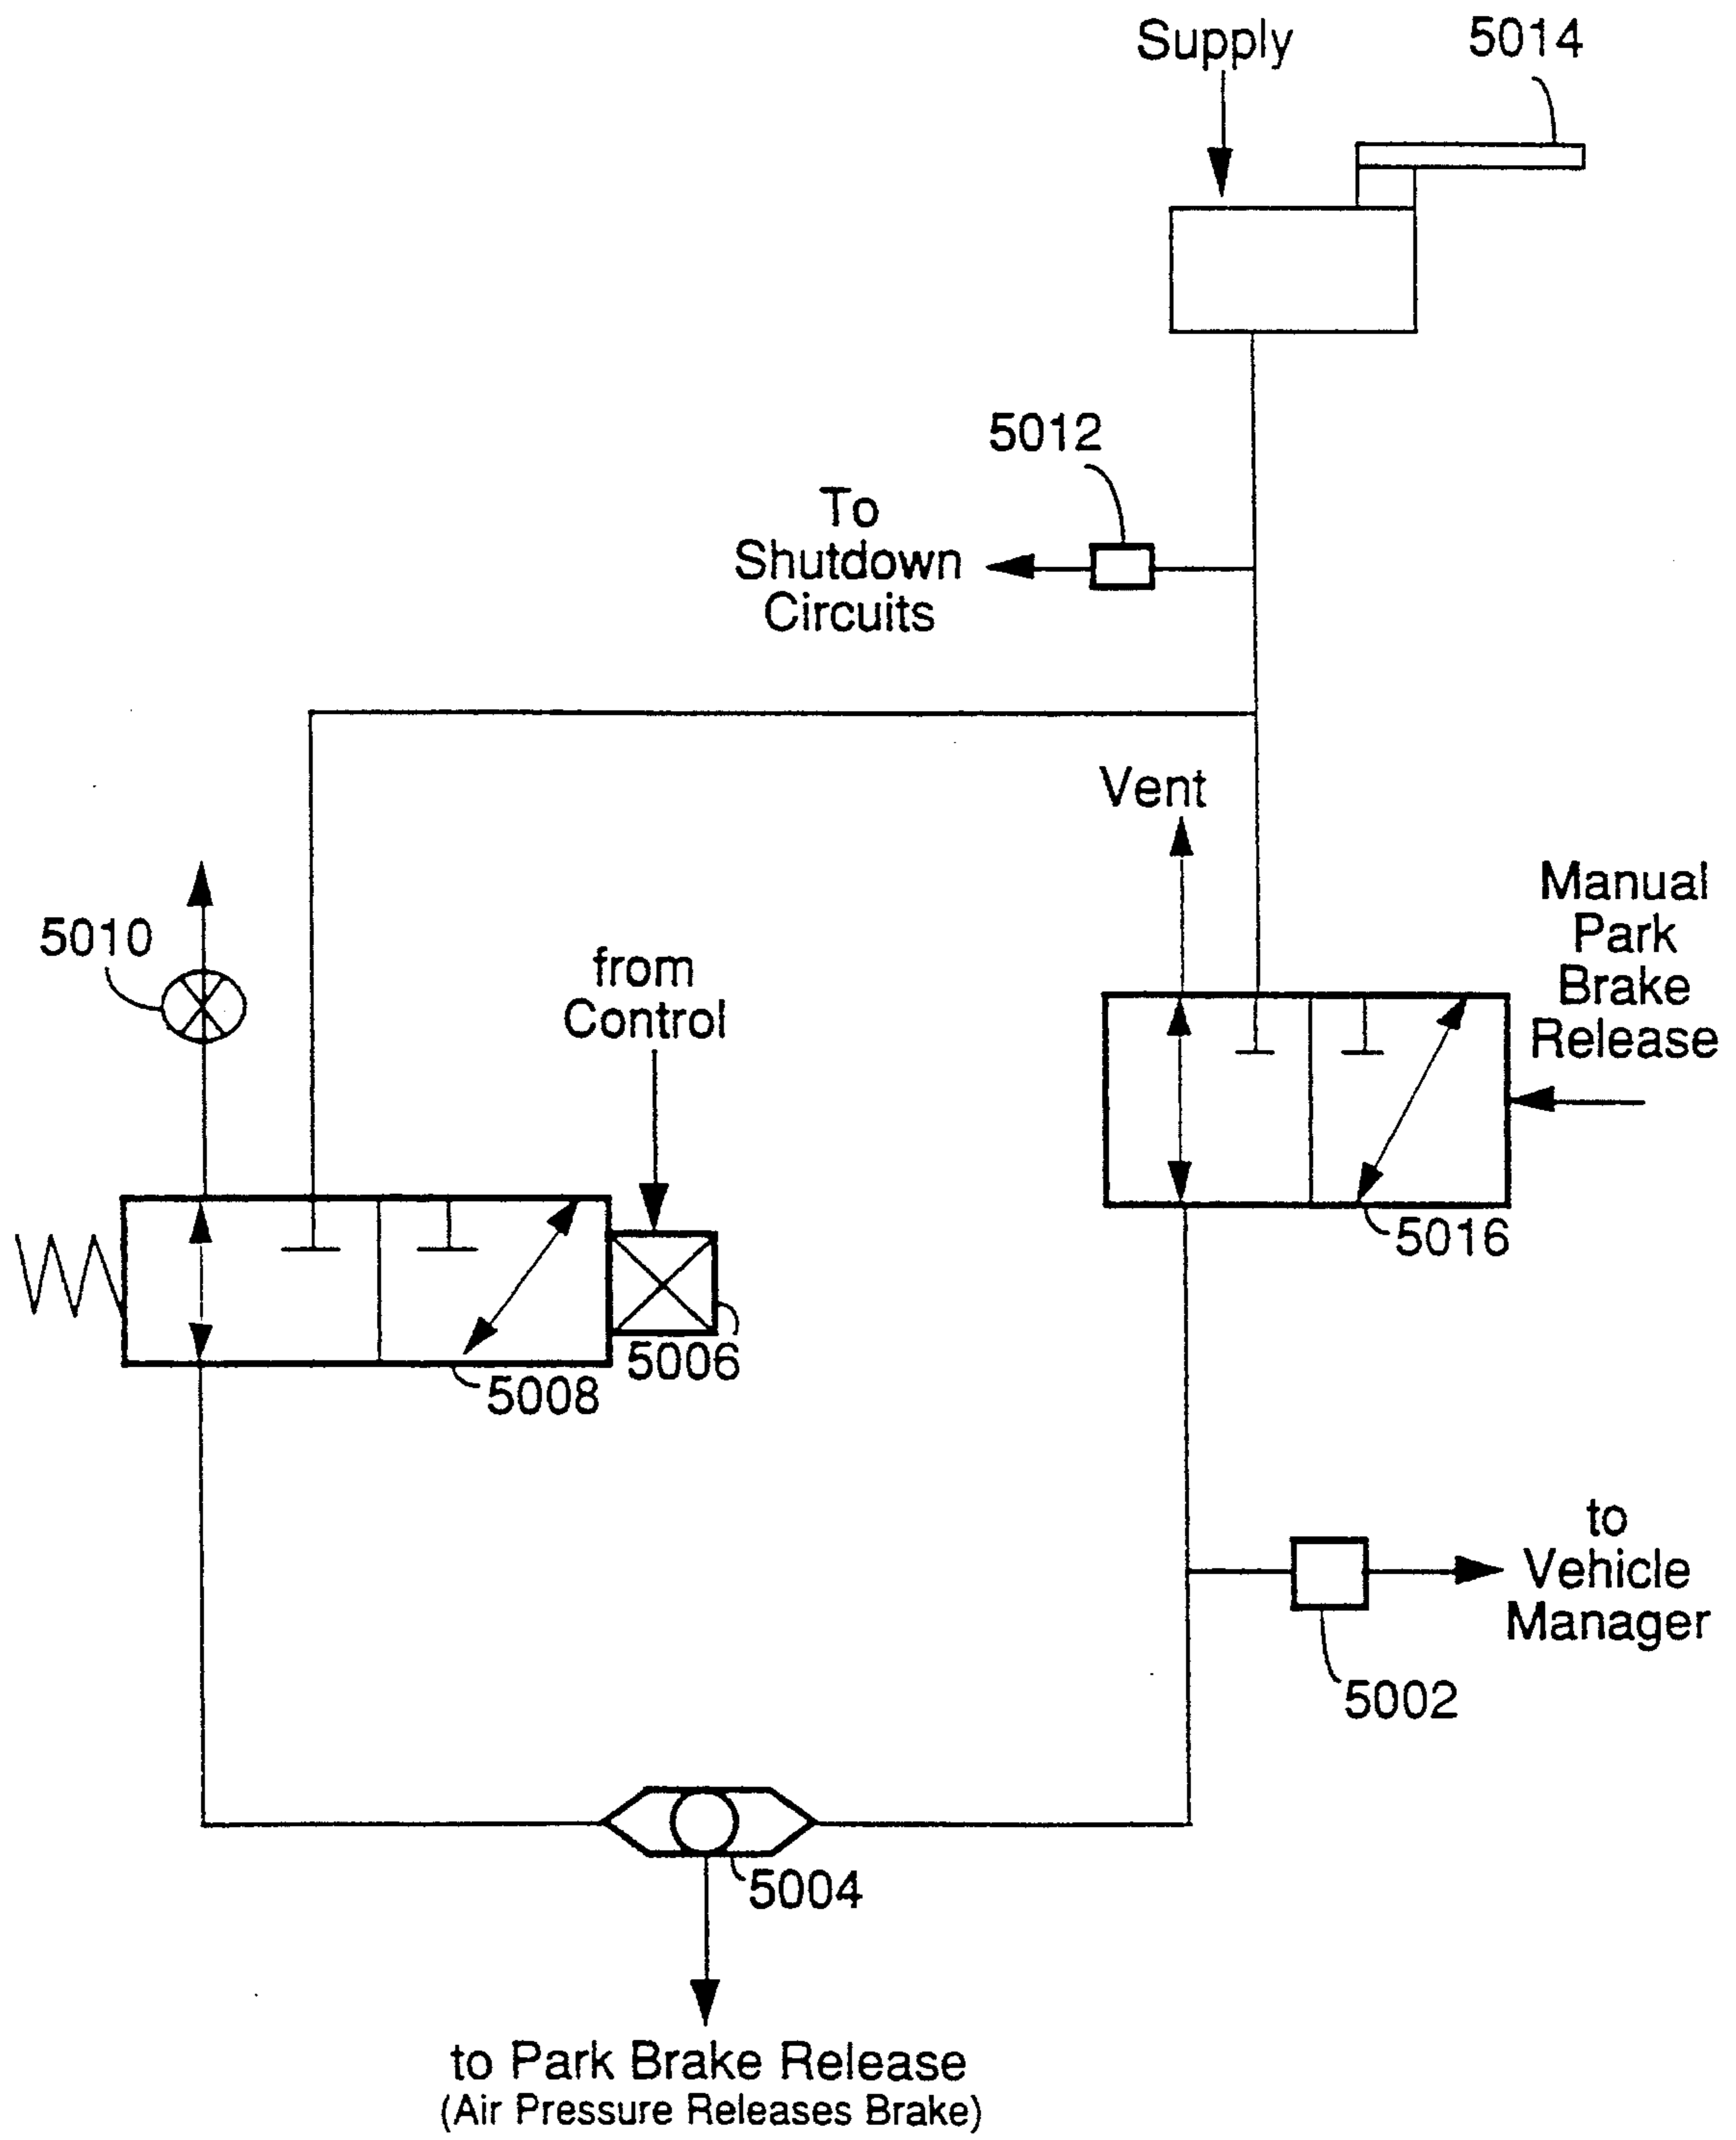 Supply
5014
5012
To
Shutdown
Circuits
Vent
Manual
Park
Brake
Release
5010
from
Control
5016
5006
5008
to
Vehicle
Manager
5002
5004
to Park Brake Release
(Air Pressure Releases Brake)